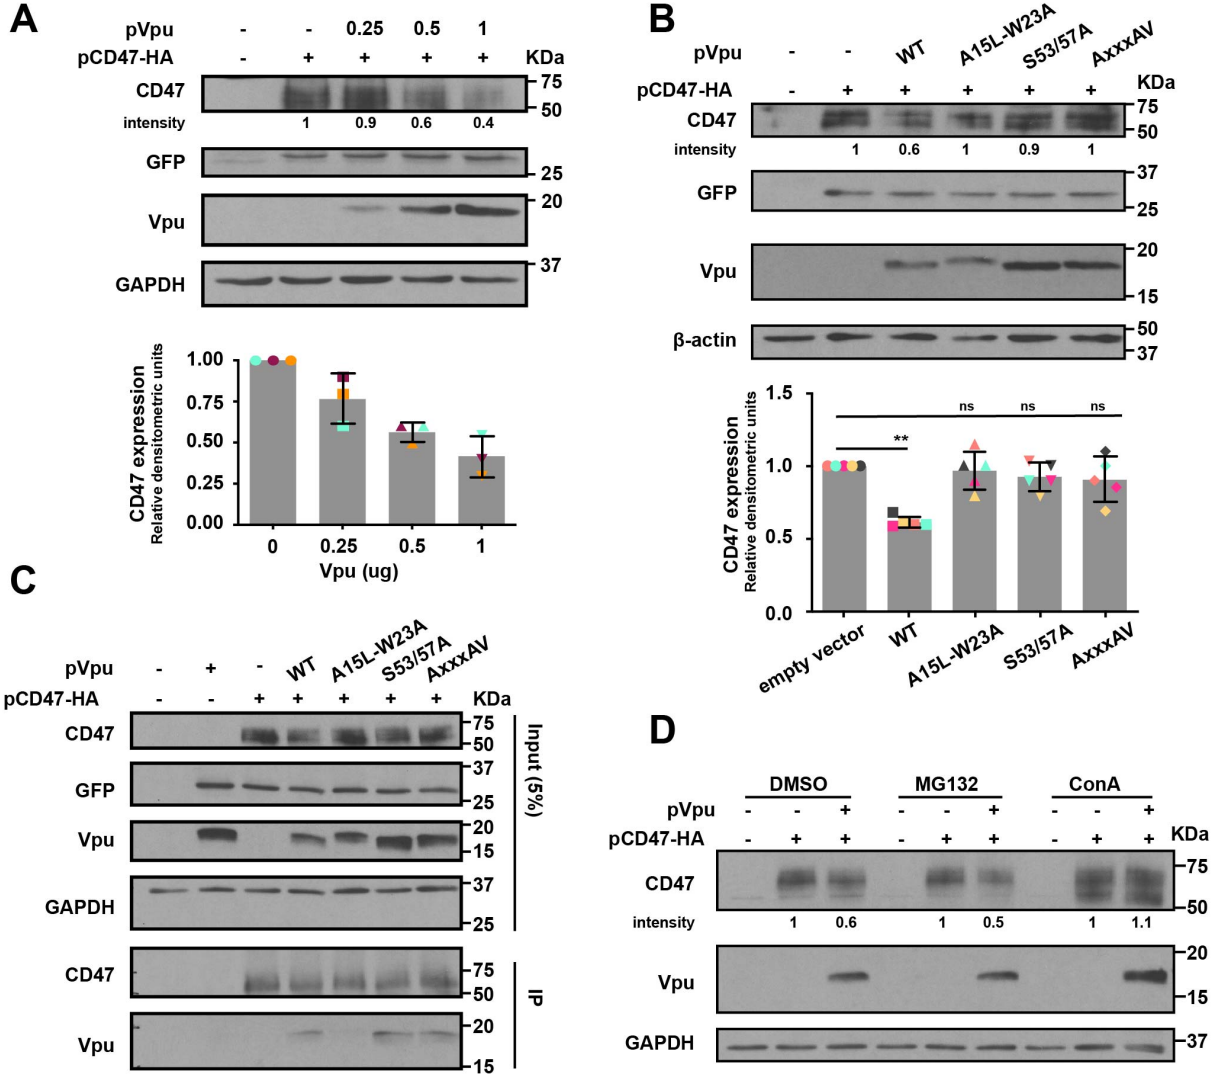 A
pVpu - - 0.25 0.5 1
pCD47-HA - + + + + KDa
CD47 75
50
intensity 1 0.9 0.6 0.4
GFP 25
Vpu 20
GAPDH 37
CD47 expression
Relative densitometric units
1.00
0.75
0.50
0.25
0.00
0 0.25 0.5 1
Vpu (ug)
B
pVpu - - WT A15L-W23A S53/57A AxxxAV
pCD47-HA - + + + + + KDa
CD47 75
50
intensity 1 0.6 1 0.9 1
GFP 37
25
Vpu 20
15
β-actin 50
37
CD47 expression
Relative densitometric units
1.5
1.0
0.5
0.0
** ns ns ns
empty vector WT A15L-W23A S53/57A AxxxAV
C
pVpu - + - WT A15L-W23A S53/57A AxxxAV
pCD47-HA - - + + + + + KDa
CD47 75
50
GFP 37
25
Vpu 20
15
GAPDH 37
25
Input (5%)
CD47 75
50
Vpu 20
15
IP
D
DMSO MG132 ConA
pVpu - - + - - + - - +
pCD47-HA - + + - + + - + + KDa
CD47 75
50
intensity 1 0.6 1 0.5 1 1.1
Vpu 20
15
GAPDH 37